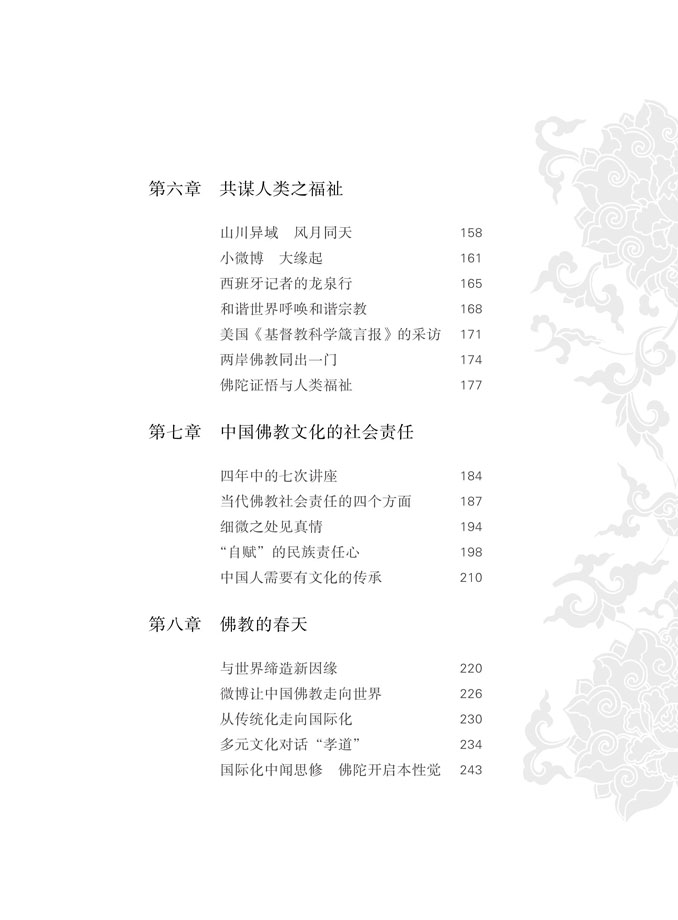 第六章　共谋人类之福祉
山川异域　风月同天　158
小微博　大缘起　161
西班牙记者的龙泉行　165
和谐世界呼唤和谐宗教　168
美国《基督教科学箴言报》的采访　171
两岸佛教同出一门　174
佛陀证悟与人类福祉　177
第七章　中国佛教文化的社会责任
四年中的七次讲座　184
当代佛教社会责任的四个方面　187
细微之处见真情　194
“自赋”的民族责任心　198
中国人需要有文化的传承　210
第八章　佛教的春天
与世界缔造新因缘　220
微博让中国佛教走向世界　226
从传统化走向国际化　230
多元文化对话“孝道”　234
国际化中闻思修　佛陀开启本性觉　243